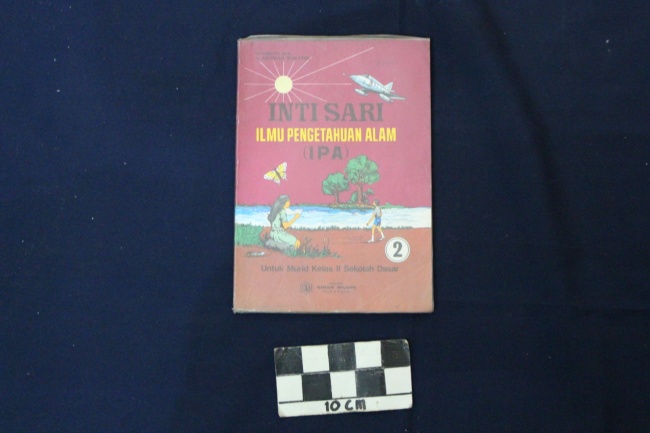 INTI SARI
ILMU PENGETAHUAN ALAM
(IPA)
2
Untuk Murid Kelas II Sekolah Dasar
10 CM